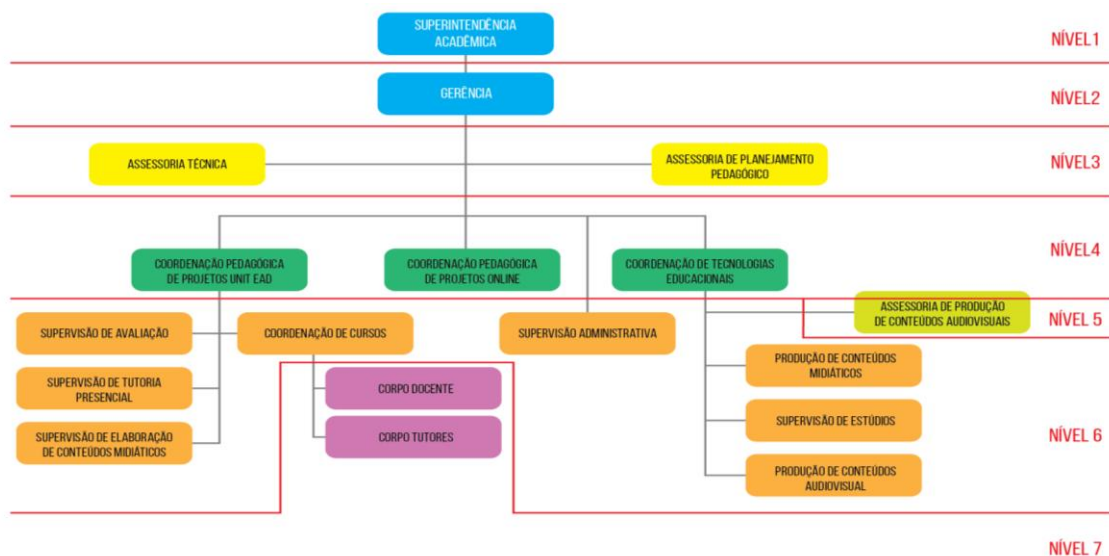 SUPERINTENDÊNCIA
ACADÊMICA
NÍVEL1
GERÊNCIA
NÍVEL2
ASSESSORIA TÉCNICA
ASSESSORIA DE PLANEJAMENTO
PEDAGÓGICO
NÍVEL3
COORDENAÇÃO PEDAGÓGICA
DE PROJETOS UNIT EAD
COORDENAÇÃO PEDAGÓGICA
DE PROJETOS ONLINE
COORDENAÇÃO DE TECNOLOGIAS
EDUCACIONAIS
NÍVEL4
ASSESSORIA DE PRODUÇÃO
DE CONTEÚDOS AUDIOVISUAIS
NÍVEL 5
SUPERVISÃO DE AVALIAÇÃO
COORDENAÇÃO DE CURSOS
SUPERVISÃO ADMINISTRATIVA
SUPERVISÃO DE TUTORIA
PRESENCIAL
CORPO DOCENTE
PRODUÇÃO DE CONTEÚDOS
MIDIÁTICOS
SUPERVISÃO DE ELABORAÇÃO
DE CONTEÚDOS MIDIÁTICOS
CORPO TUTORES
SUPERVISÃO DE ESTÚDIOS
NÍVEL 6
PRODUÇÃO DE CONTEÚDOS
AUDIOVISUAL
NÍVEL 7